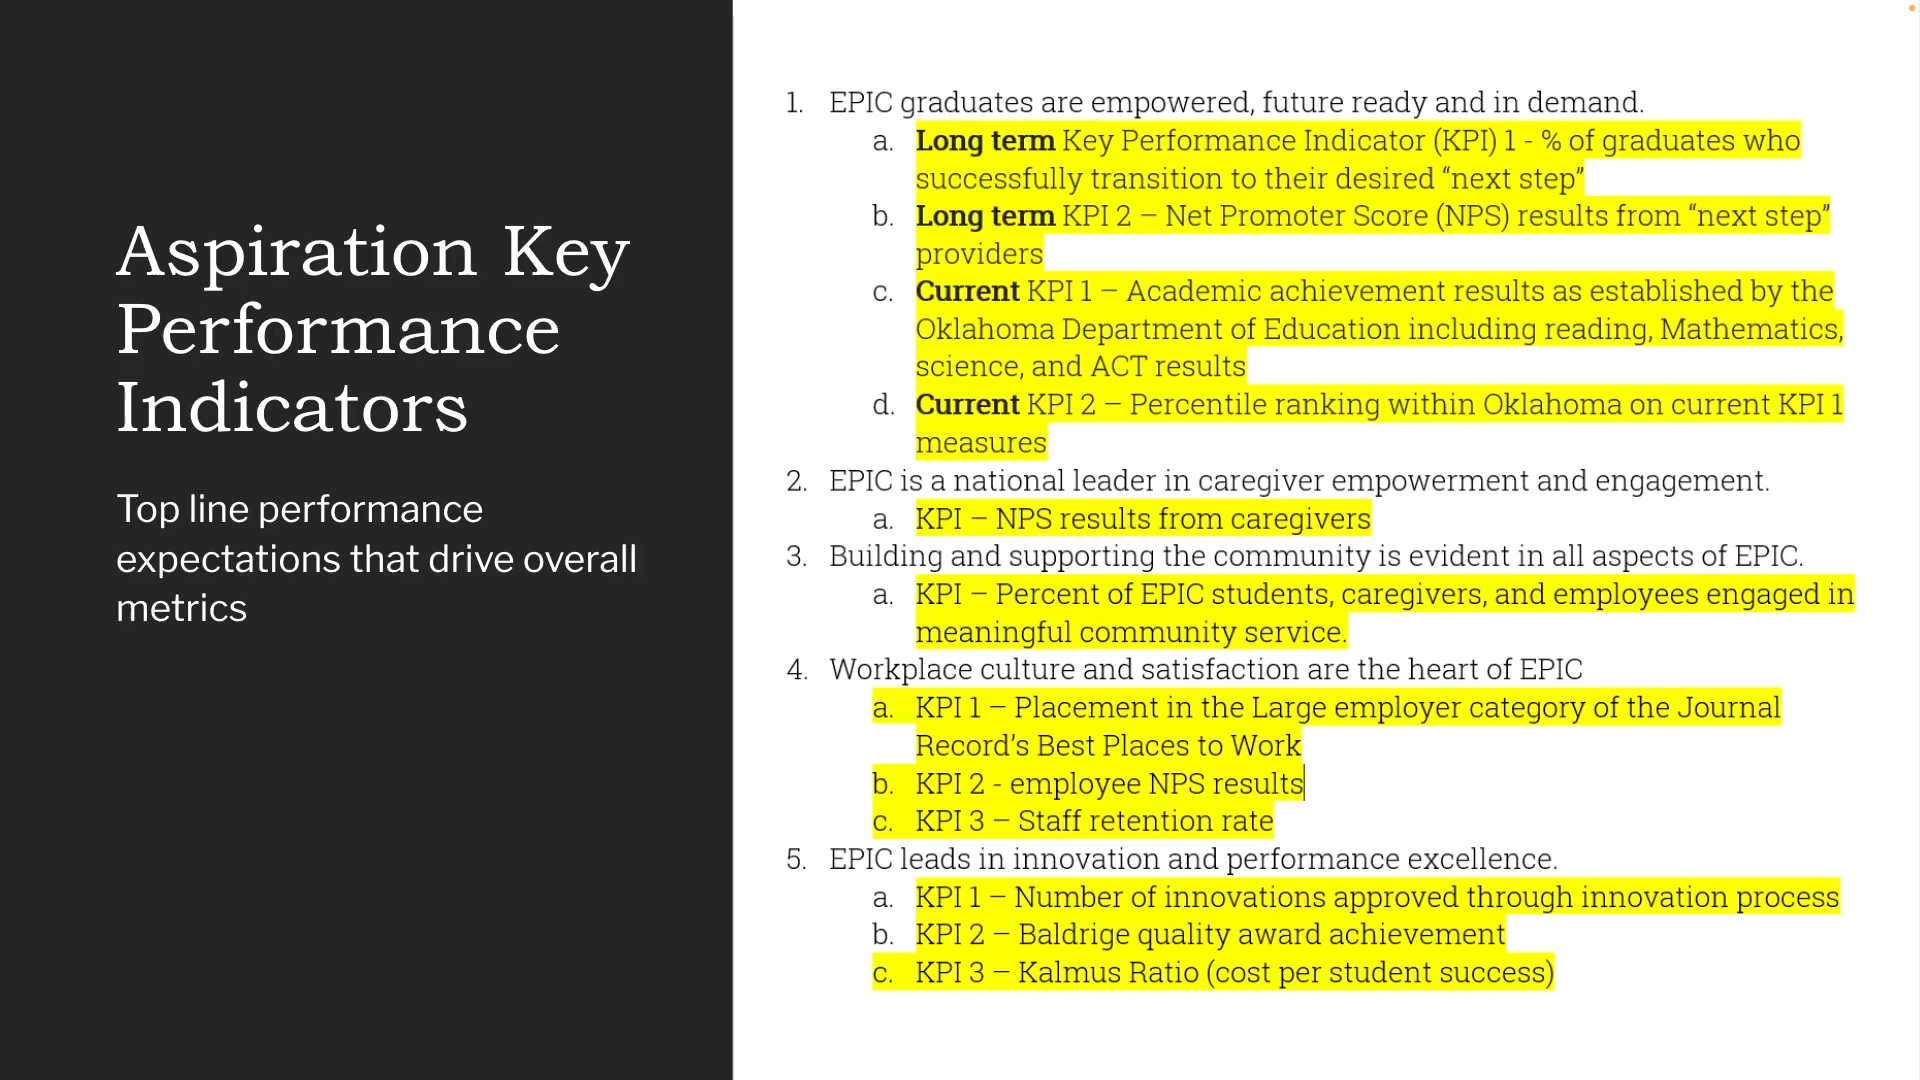 Aspiration Key
Performance
Indicators
Top line performance
expectations that drive overall
metrics
1. EPIC graduates are empowered, future ready and in demand.
a. Long term Key Performance Indicator (KPI) 1 - % of graduates who
successfully transition to their desired “next step”
b. Long term KPI 2 – Net Promoter Score (NPS) results from “next step”
providers
c. Current KPI 1 – Academic achievement results as established by the
Oklahoma Department of Education including reading, Mathematics,
science, and ACT results
d. Current KPI 2 – Percentile ranking within Oklahoma on current KPI 1
measures
2. EPIC is a national leader in caregiver empowerment and engagement.
a. KPI – NPS results from caregivers
3. Building and supporting the community is evident in all aspects of EPIC.
a. KPI – Percent of EPIC students, caregivers, and employees engaged in
meaningful community service.
4. Workplace culture and satisfaction are the heart of EPIC
a. KPI 1 – Placement in the Large employer category of the Journal
Record’s Best Places to Work
b. KPI 2 - employee NPS results
c. KPI 3 – Staff retention rate
5. EPIC leads in innovation and performance excellence.
a. KPI 1 – Number of innovations approved through innovation process
b. KPI 2 – Baldrige quality award achievement
c. KPI 3 – Kalmus Ratio (cost per student success)